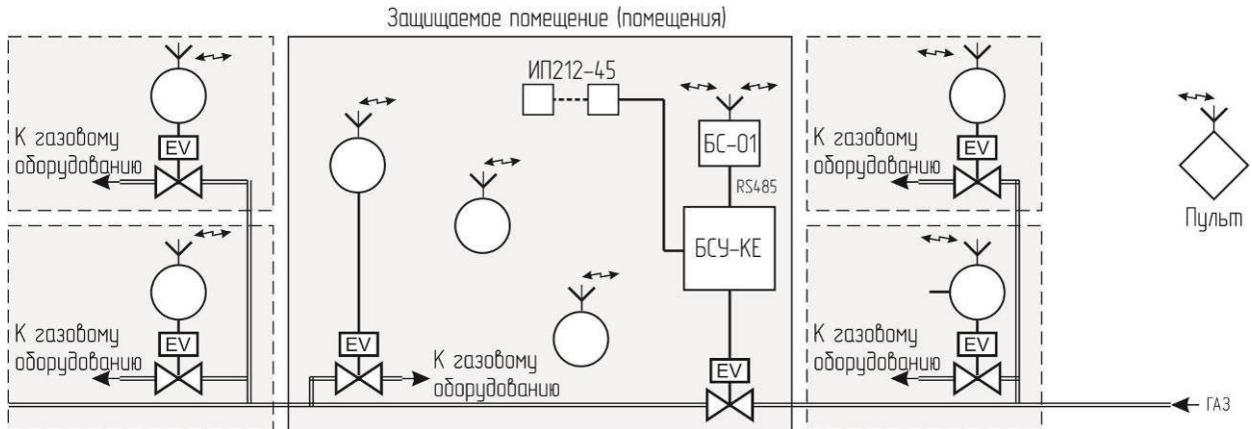 Защищаемое помещение (помещения)
ИП212-45
БС-01
RS485
БСУ-КЕ
EV
К газовому
оборудованию
EV
К газовому
оборудованию
EV
К газовому
оборудованию
EV
EV
К газовому
оборудованию
EV
К газовому
оборудованию
EV
Пульт
ГАЗ